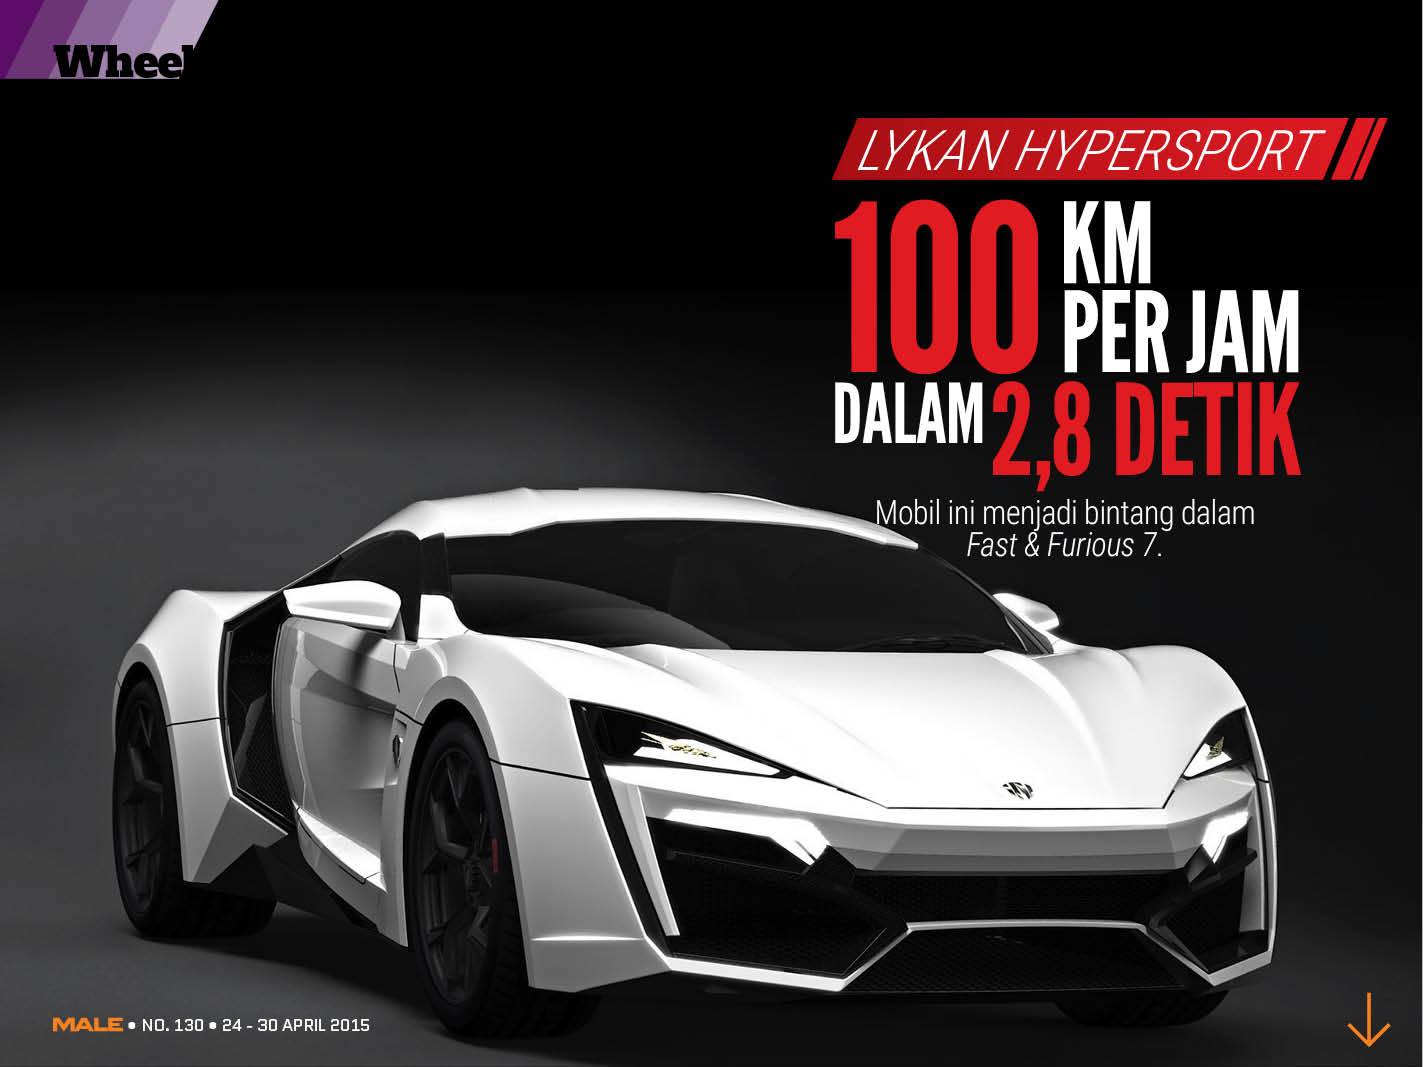 Wheel
LYKAN HYPERSPORT
100 KM
PER JAM
DALAM 2,8 DETIK
Mobil ini menjadi bintang dalam
Fast & Furious 7.
MALE • NO. 130 • 24 - 30 APRIL 2015